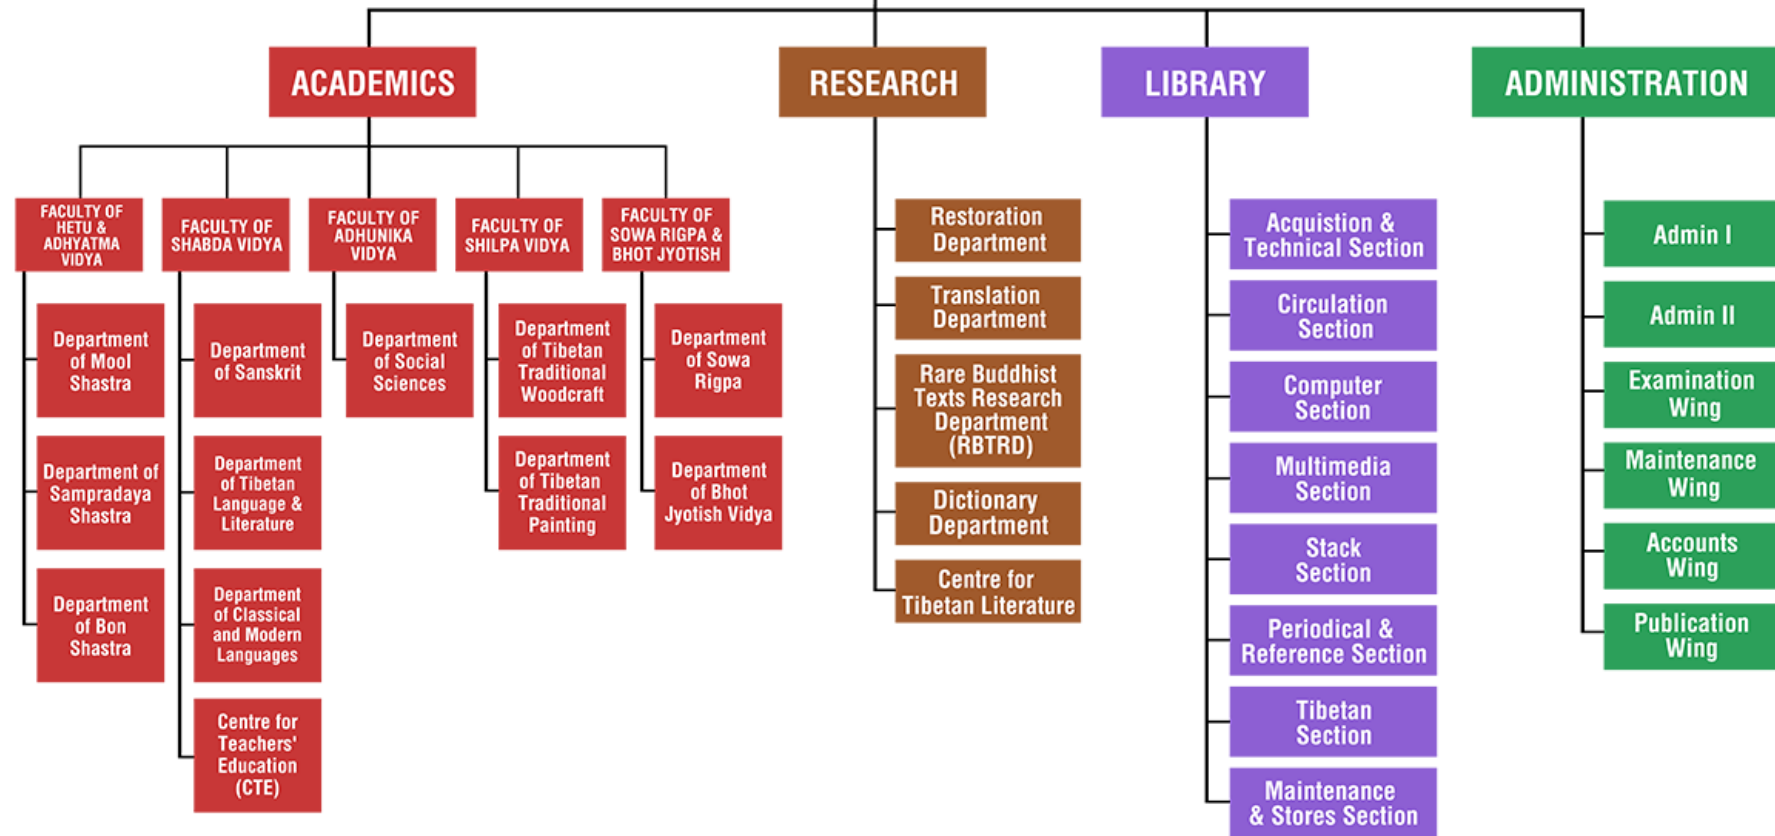 ACADEMICS
RESEARCH
LIBRARY
ADMINISTRATION
FACULTY OF
HETU &
ADHYATMA
VIDYA
FACULTY OF
SHABDA VIDYA
FACULTY OF
ADHUNIKA
VIDYA
FACULTY OF
SHILPA VIDYA
FACULTY OF
SOWA RIGPA &
BHOT JYOTISH
Department
of Mool
Shastra
Department of
Sampradaya
Shastra
Department
of Bon
Shastra
Department
of Sanskrit
Department
of Tibetan
Language &
Literature
Department
of Classical
and Modern
Languages
Centre for
Teachers'
Education
(CTE)
Department
of Social
Sciences
Department
of Tibetan
Traditional
Woodcraft
Department
of Tibetan
Traditional
Painting
Department
of Sowa
Rigpa
Department
of Bhot
Jyotish Vidya
Restoration
Department
Translation
Department
Rare Buddhist
Texts Research
Department
(RBTRD)
Dictionary
Department
Centre for
Tibetan Literature
Acquistion &
Technical Section
Circulation
Section
Computer
Section
Multimedia
Section
Stack
Section
Periodical &
Reference Section
Tibetan
Section
Maintenance
& Stores Section
Admin I
Admin II
Examination
Wing
Maintenance
Wing
Accounts
Wing
Publication
Wing